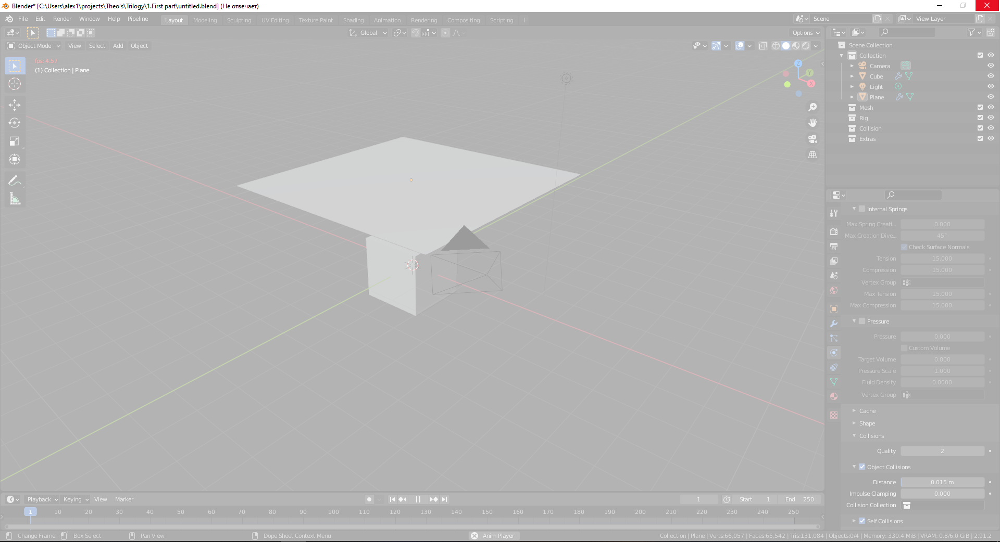 Blender* [C:\Users\alex1\projects\Theo's\Trilogy\1.First part\untitled.blend] (Не отвечает)
File Edit Render Window Help Pipeline Layout Modeling Sculpting UV Editing Texture Paint Shading Animation Rendering Compositing Scripting + Scene View Layer
Global Options
Object Mode View Select Add Object
fps: 4.57
(1) Collection | Plane
Z
Y
X
Scene Collection
Collection
Camera
Cube
Light
Plane
Mesh
Rig
Collision
Extras
Internal Springs
Max Spring Creati... 0.000
Max Creation Dive... 45°
Check Surface Normals
Tension 15.000
Compression 15.000
Vertex Group
Max Tension 15.000
Max Compression 15.000
Pressure
Pressure 0.000
Custom Volume
Target Volume 0.000
Pressure Scale 1.000
Fluid Density 0.0000
Vertex Group
Cache
Shape
Collisions
Quality 2
Object Collisions
Distance 0.015 m
Impulse Clamping 0.000
Collision Collection
Self Collisions
Playback Keying View Marker 1 Start 1 End 250
1 10 20 30 40 50 60 70 80 90 100 110 120 130 140 150 160 170 180 190 200 210 220 230 240 250
Change Frame Box Select Pan View Dope Sheet Context Menu Anim Player Collection | Plane | Verts:66,057 | Faces:65,542 | Tris:131,084 | Objects:0/4 | Memory: 330.4 MiB | VRAM: 0.8/6.0 GiB | 2.91.2